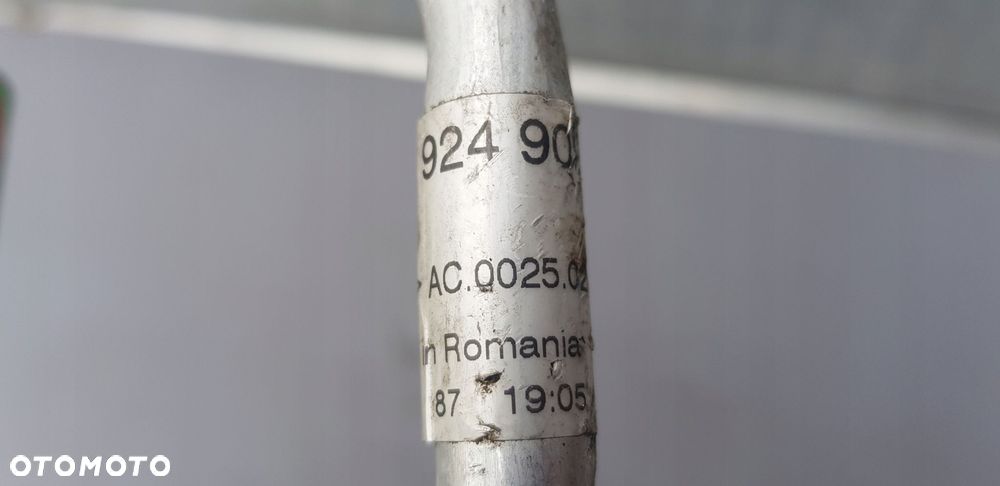 924 90
AC.0025.02
in Romania
87 19:05
OTOMOTO